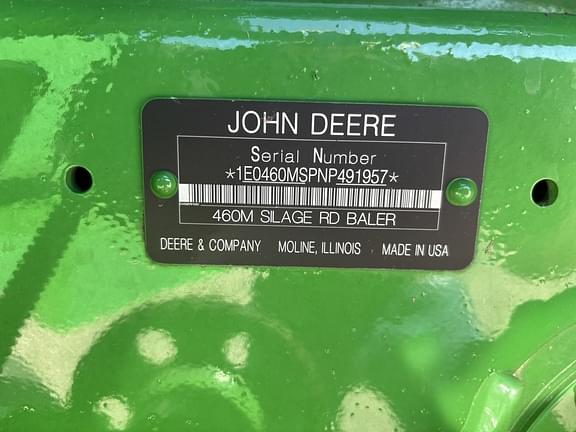 JOHN DEERE
Serial Number
*1E0460MSPNP491957*
460M SILAGE RD BALER
DEERE & COMPANY MOLINE, ILLINOIS MADE IN USA